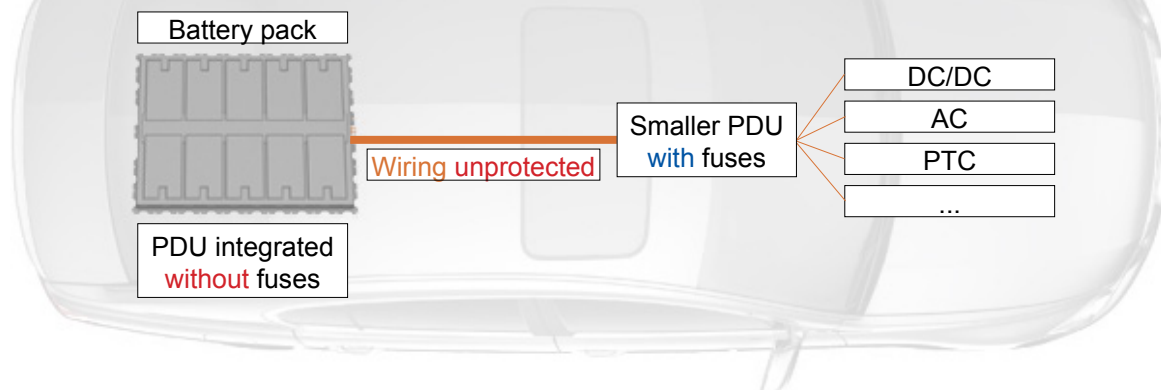 Battery pack
PDU integrated
without fuses
Wiring unprotected
Smaller PDU
with fuses
DC/DC
AC
PTC
...